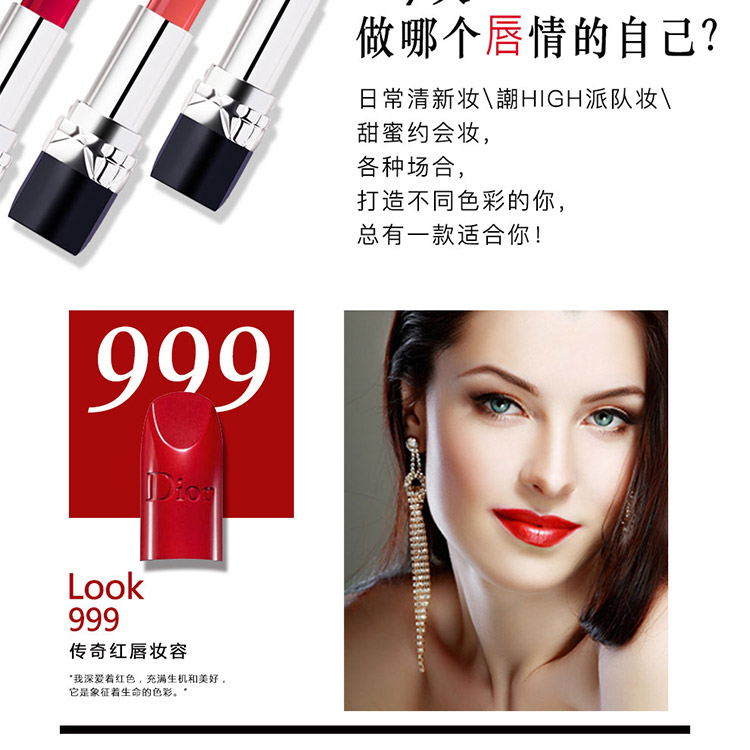 做哪个唇情的自己?
日常清新妆\謿HIGH派队妆\
甜蜜约会妆,
各种场合,
打造不同色彩的你,
总有一款适合你!
999
Dior
Look
999
传奇红唇妆容
“我深爱着红色，充满生机和美好，
它是象征着生命的色彩。”